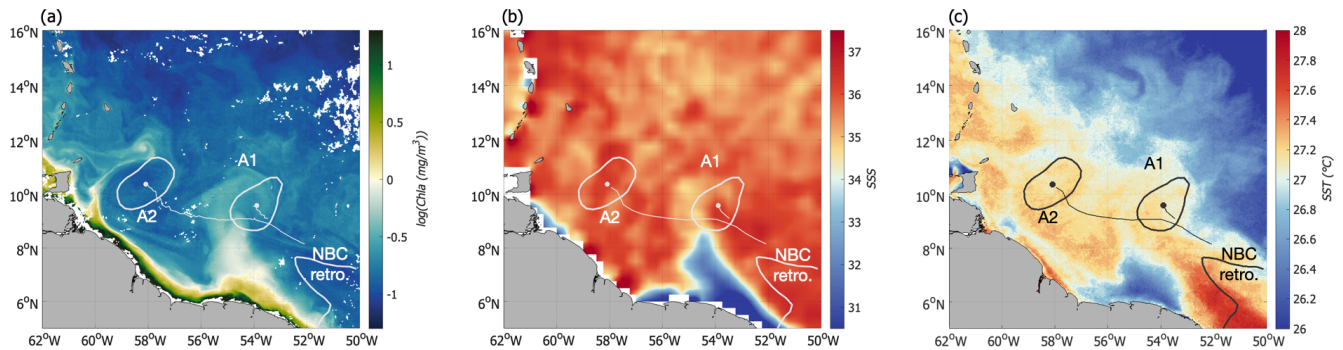 (a)
16°N
14°N
12°N
10°N
8°N
6°N
62°W 60°W 58°W 56°W 54°W 52°W 50°W
A1
A2
NBC
retro.
1
0.5
0
-0.5
-1
log(Chla (mg/m³))
(b)
16°N
14°N
12°N
10°N
8°N
6°N
62°W 60°W 58°W 56°W 54°W 52°W 50°W
A1
A2
NBC
retro.
37
36
35
34
33
32
31
SSS
(c)
16°N
14°N
12°N
10°N
8°N
6°N
62°W 60°W 58°W 56°W 54°W 52°W 50°W
A1
A2
NBC
retro.
28
27.8
27.6
27.4
27.2
27
26.8
26.6
26.4
26.2
26
SST (ºC)